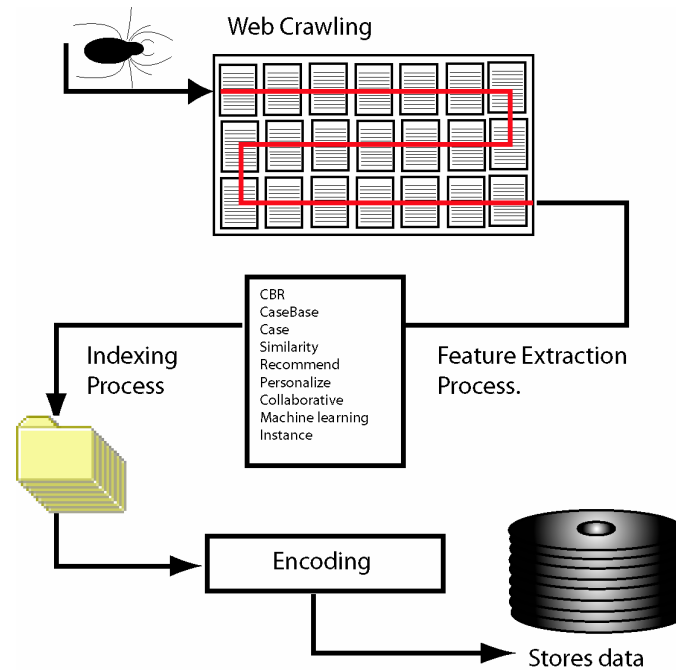 Web Crawling
CBR
CaseBase
Case
Similarity
Recommend
Personalize
Collaborative
Machine learning
Instance
Indexing
Process
Feature Extraction
Process.
Encoding
Stores data